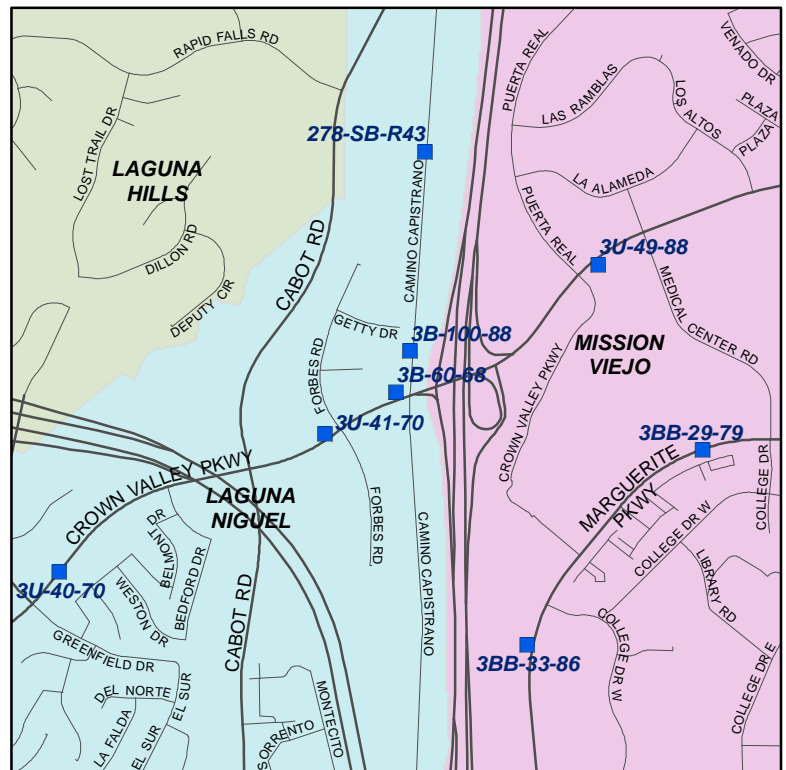 RAPID FALLS RD
PUERTA REAL
VENADO DR
LAS RAMBLAS
LOS ALTOS
PLAZA
PLAZA
278-SB-R43
LOST TRAIL DR
LAGUNA
HILLS
LA ALAMEDA
CAMINO CAPISTRANO
PUERTA REAL
DILLON RD
CABOT RD
3U-49-88
DEPUTY CIR
GETTY DR
3B-100-88
MISSION
VIEJO
MEDICAL CENTER RD
FORBES RD
3B-60-68
3U-41-70
CROWN VALLEY PKWY
3BB-29-79
CROWN VALLEY PKWY
LAGUNA
NIGUEL
MARGUERITE
PKWY
COLLEGE DR
BELMONT
DR
FORBES RD
CAMINO CAPISTRANO
COLLEGE DR W
3U-40-70
WESTON DR
BEDFORD DR
LIBRARY RD
CABOT RD
GREENFIELD DR
COLLEGE DR W
3BB-33-86
COLLEGE DR E
DEL NORTE
EL SUR
MONTECITO
LA FALDA
EL SUR
SORRENTO